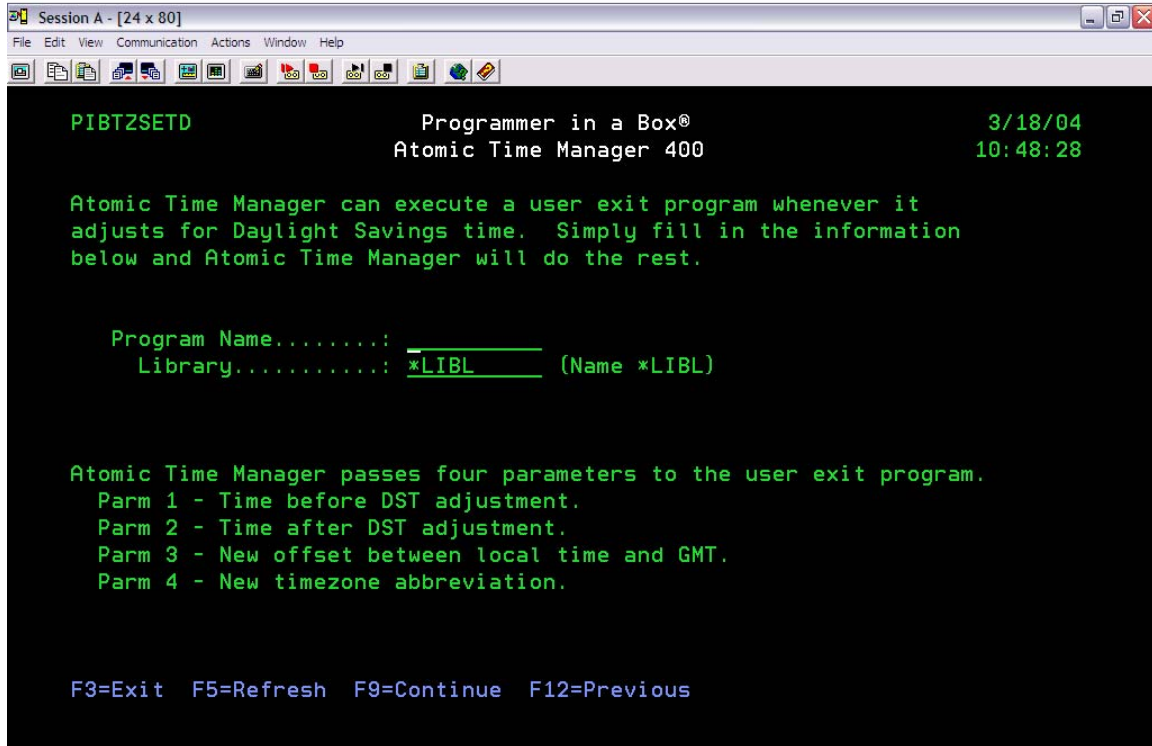 Session A - [24 x 80]
File Edit View Communication Actions Window Help
PIBTZSETD Programmer in a Box® 3/18/04
Atomic Time Manager 400 10:48:28
Atomic Time Manager can execute a user exit program whenever it
adjusts for Daylight Savings time. Simply fill in the information
below and Atomic Time Manager will do the rest.
Program Name........:
Library...........: *LIBL (Name *LIBL)
Atomic Time Manager passes four parameters to the user exit program.
Parm 1 - Time before DST adjustment.
Parm 2 - Time after DST adjustment.
Parm 3 - New offset between local time and GMT.
Parm 4 - New timezone abbreviation.
F3=Exit F5=Refresh F9=Continue F12=Previous